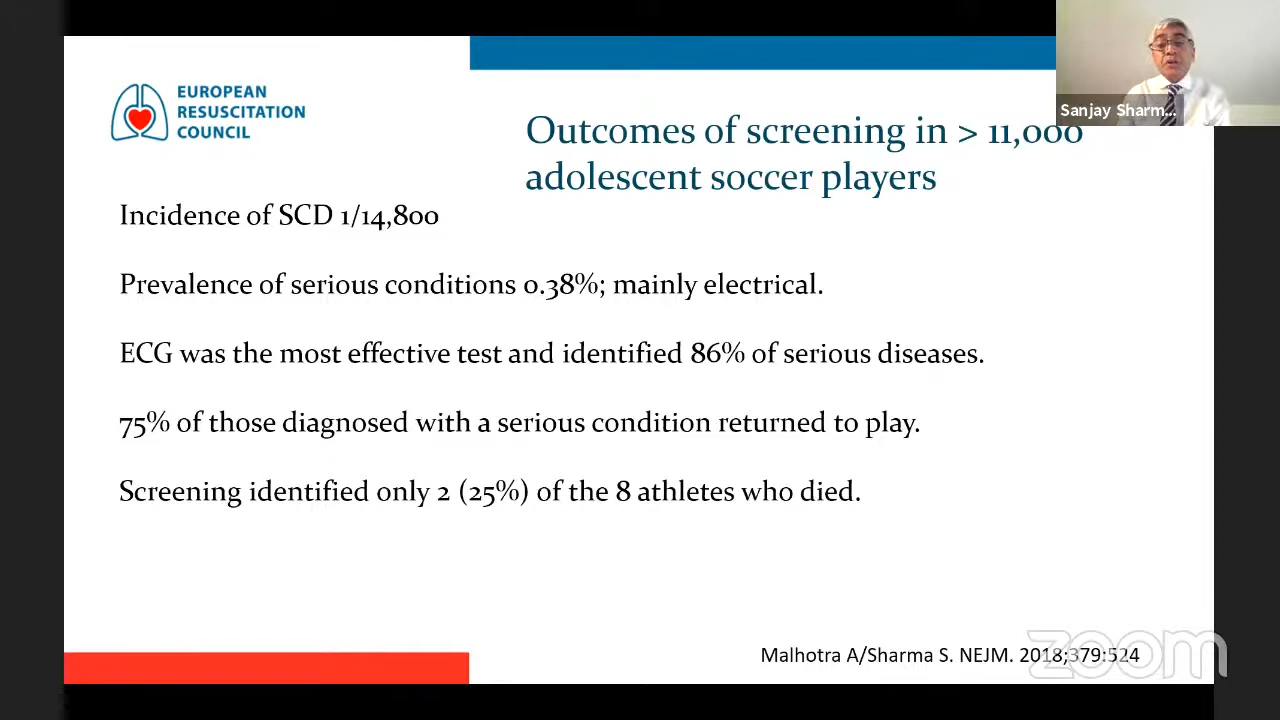 EUROPEAN
RESUSCITATION
COUNCIL
Sanjay Sharm...
Outcomes of screening in > 11,000
adolescent soccer players
Incidence of SCD 1/14,800
Prevalence of serious conditions 0.38%; mainly electrical.
ECG was the most effective test and identified 86% of serious diseases.
75% of those diagnosed with a serious condition returned to play.
Screening identified only 2 (25%) of the 8 athletes who died.
Malhotra A/Sharma S. NEJM. 2018;379:524
zoom